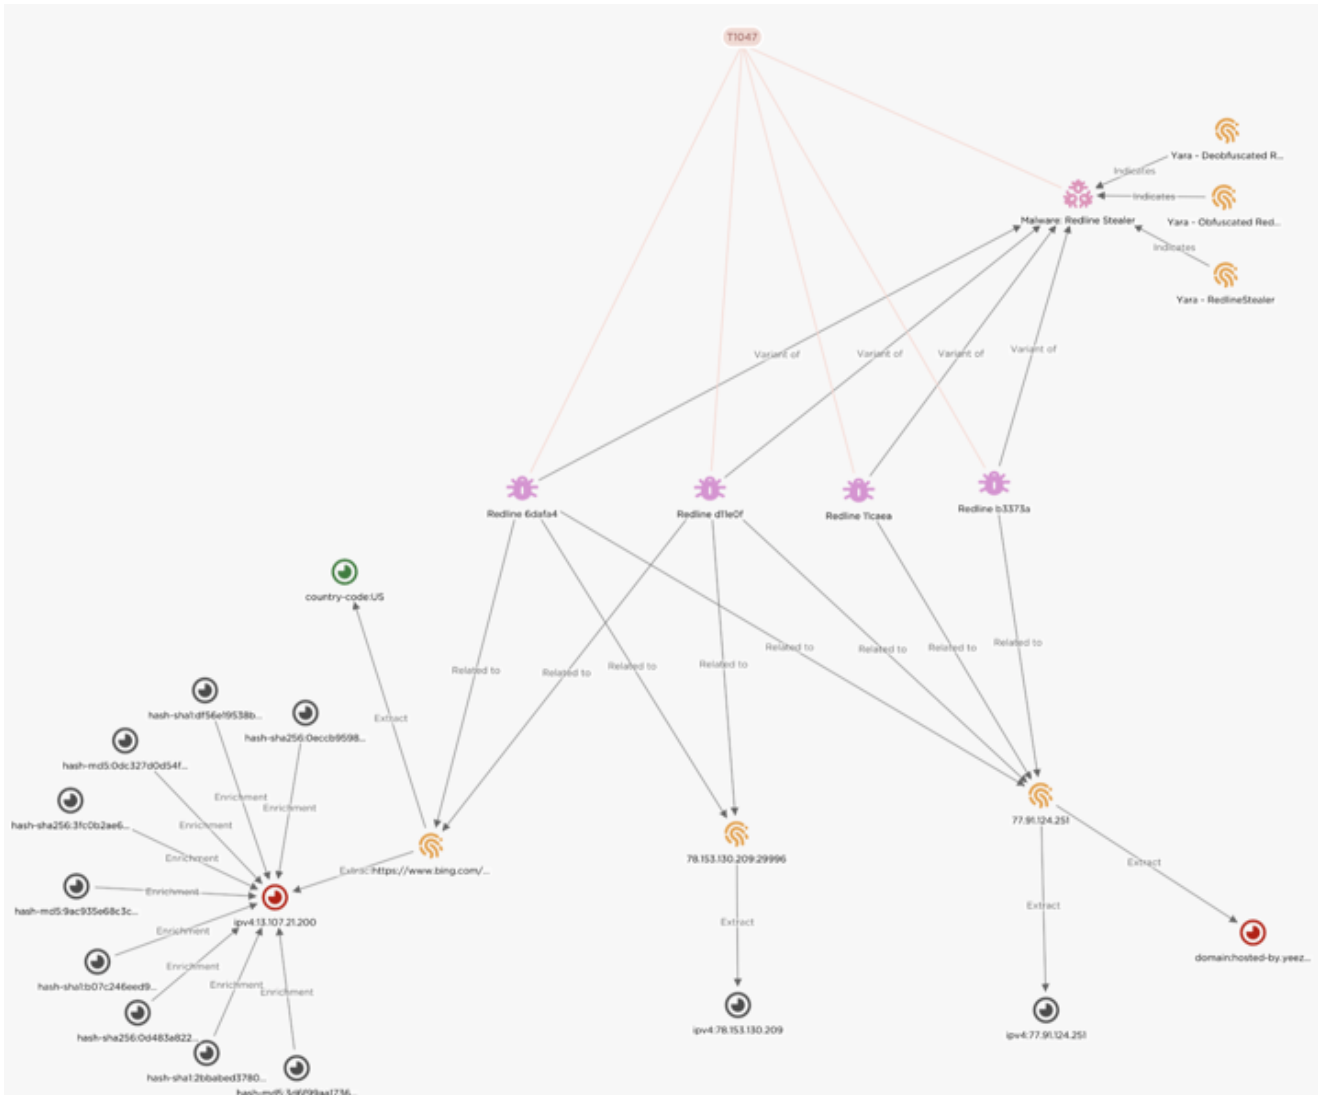 T1047
Yara - Deobfuscated R...
Indicates
Indicates
Malware: Redline Stealer
Yara - Obfuscated Red...
Indicates
Yara - RedlineStealer
Variant of
Variant of
Variant of
Variant of
Redline 6dafa4
Redline d11e0f
Redline 11caea
Redline b3373a
country-code:US
Related to
Related to
Related to
Related to
Related to
Related to
Related to
Related to
hash-sha1:df56e19538b...
hash-sha256:0eccb9598...
Extract
hash-md5:0dc327d0d54f...
Enrichment
Enrichment
hash-sha256:3fc0b2ae6...
Enrichment
77.91.124.251
Enrichment
Extract
https://www.bing.com/...
78.153.130.209:29996
Extract
Enrichment
hash-md5:9ac935e68c3c...
ipv4:13.107.21.200
Extract
Extract
Enrichment
domain:hosted-by.yeez...
Enrichment
hash-sha1:b07c246eed9...
Enrichment
Enrichment
hash-sha256:0d483a822...
ipv4:78.153.130.209
ipv4:77.91.124.251
hash-sha1:2bbabed3780...
hash-md5:3d6f99aa1736...